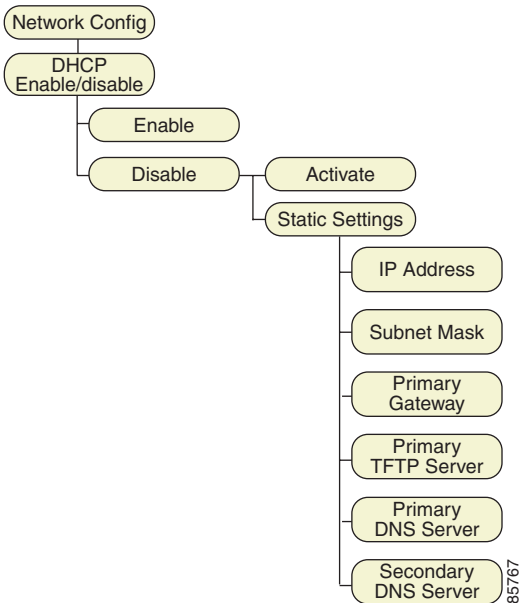 Network Config
DHCP
Enable/disable
Enable
Disable
Activate
Static Settings
IP Address
Subnet Mask
Primary
Gateway
Primary
TFTP Server
Primary
DNS Server
Secondary
DNS Server
85767